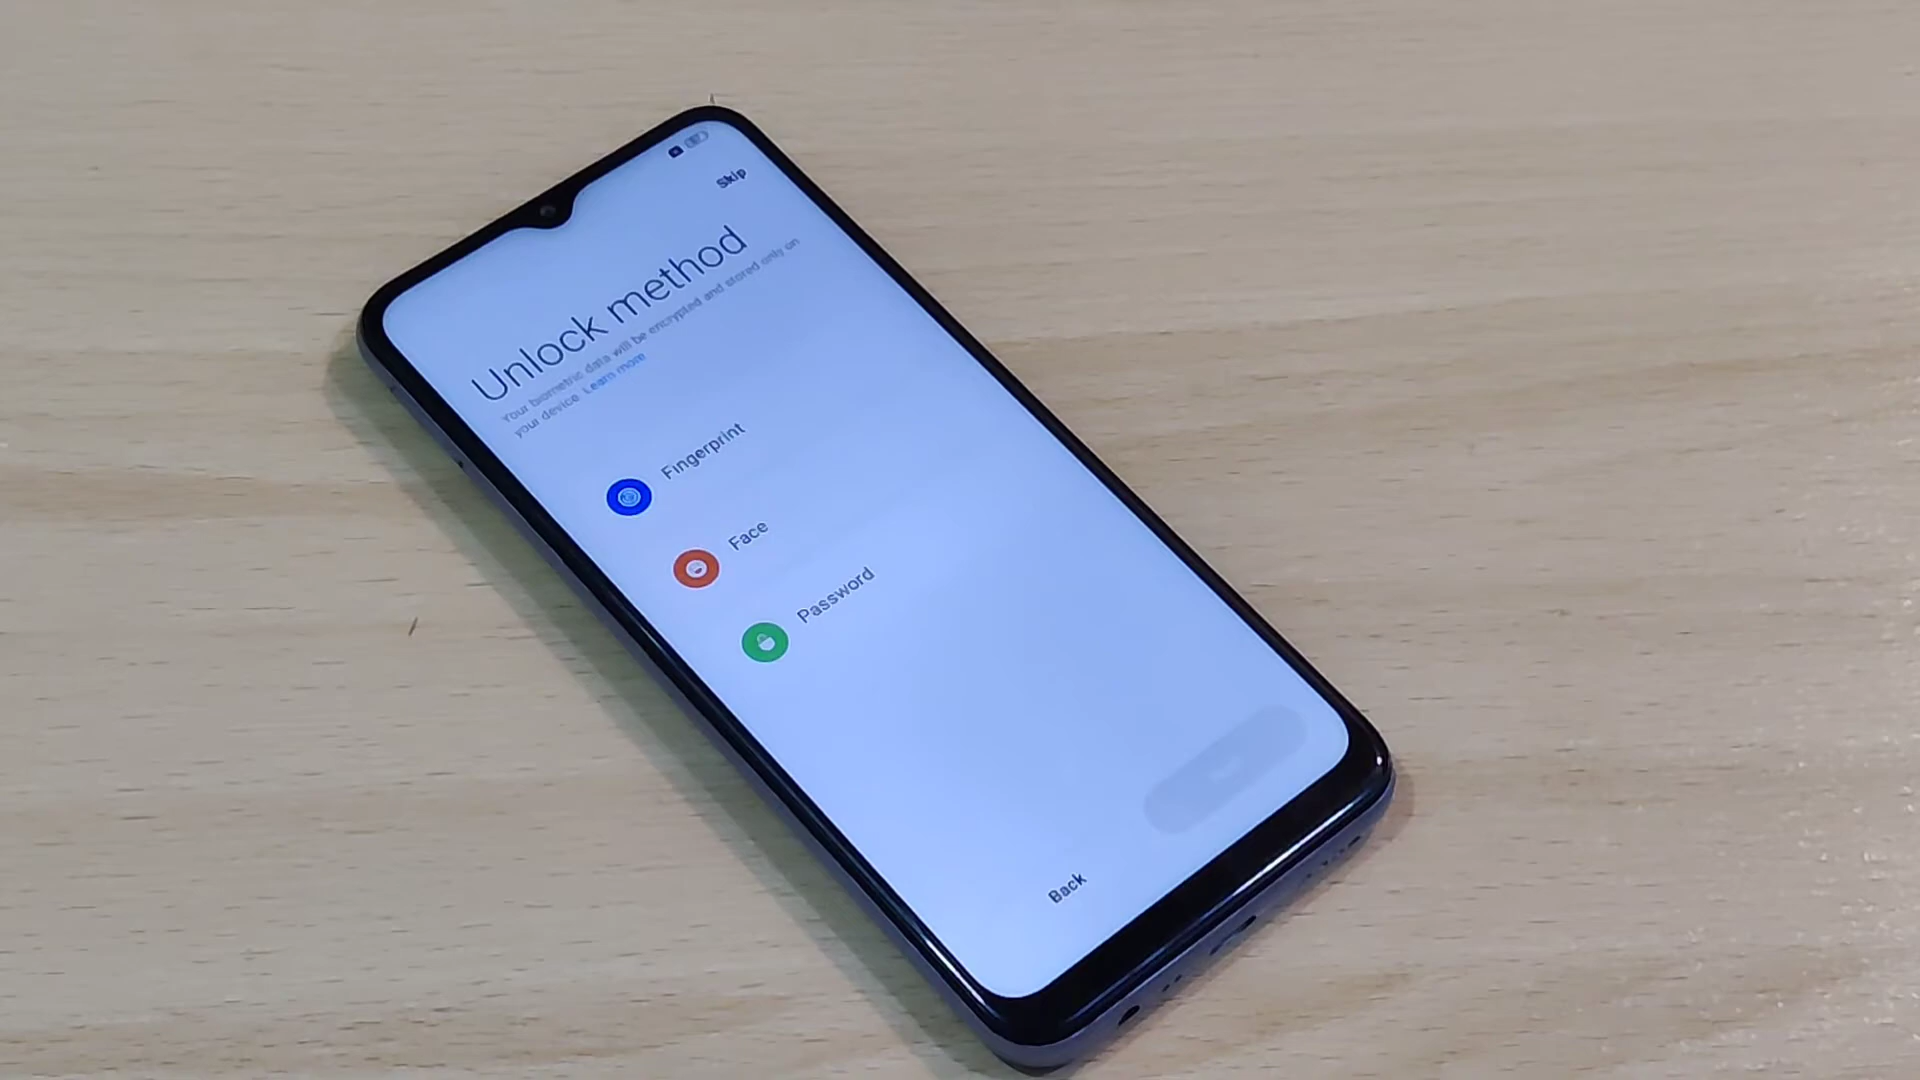 Skip
Unlock method
Your biometric data will be encrypted and stored only on
your device. Learn more
Fingerprint
Face
Password
Back